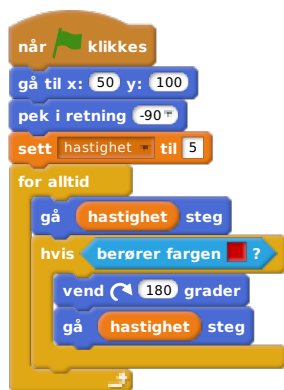 når klikkes
gå til x: 50 y: 100
pek i retning -90
sett hastighet til 5
for alltid
gå hastighet steg
hvis berører fargen ?
vend 180 grader
gå hastighet steg